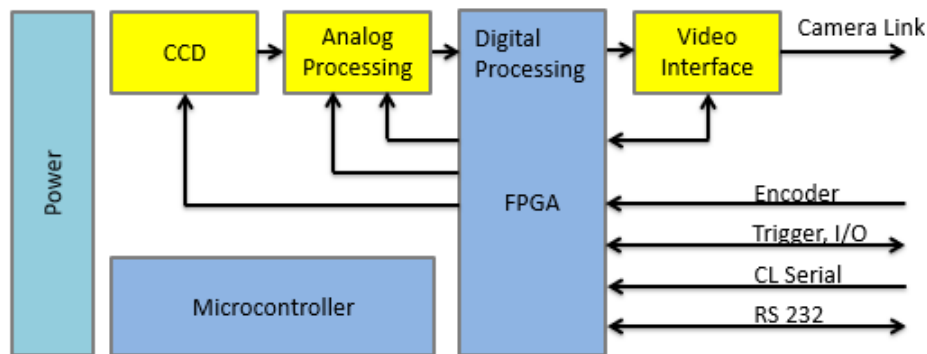 CCD
Analog
Processing
Digital
Processing
Video
Interface
Camera Link
Power
FPGA
Encoder
Trigger, I/O
CL Serial
RS 232
Microcontroller